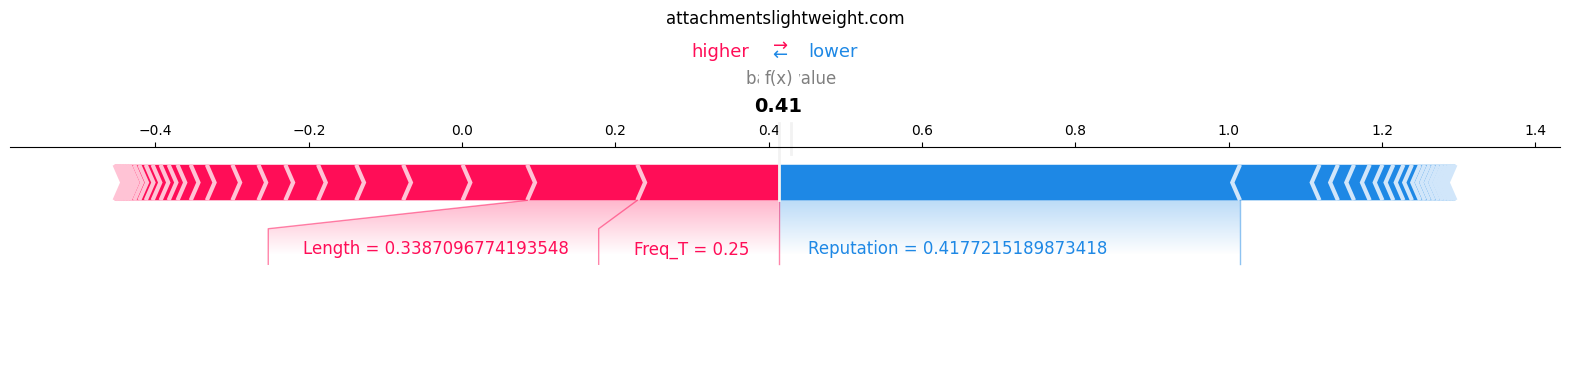 attachmentslightweight.com
higher → ← lower
f(x)
0.41
−0.4 −0.2 0.0 0.2 0.4 0.6 0.8 1.0 1.2 1.4
Length = 0.3387096774193548 Freq_T = 0.25 Reputation = 0.4177215189873418